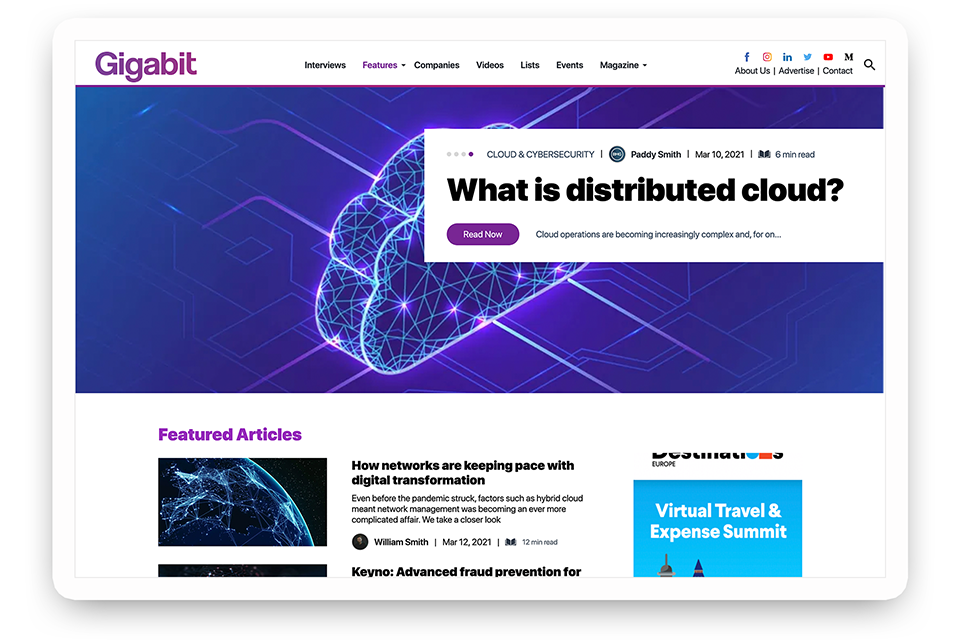 Gigabit
Interviews Features Companies Videos Lists Events Magazine
About Us | Advertise | Contact
CLOUD & CYBERSECURITY | Paddy Smith | Mar 10, 2021 | 6 min read
What is distributed cloud?
Read Now Cloud operations are becoming increasingly complex and, for on...
Featured Articles
How networks are keeping pace with
digital transformation
Even before the pandemic struck, factors such as hybrid cloud
meant network management was becoming an ever more
complicated affair. We take a closer look
William Smith | Mar 12, 2021 | 12 min read
Keyno: Advanced fraud prevention for
Destinations
EUROPE
Virtual Travel &
Expense Summit